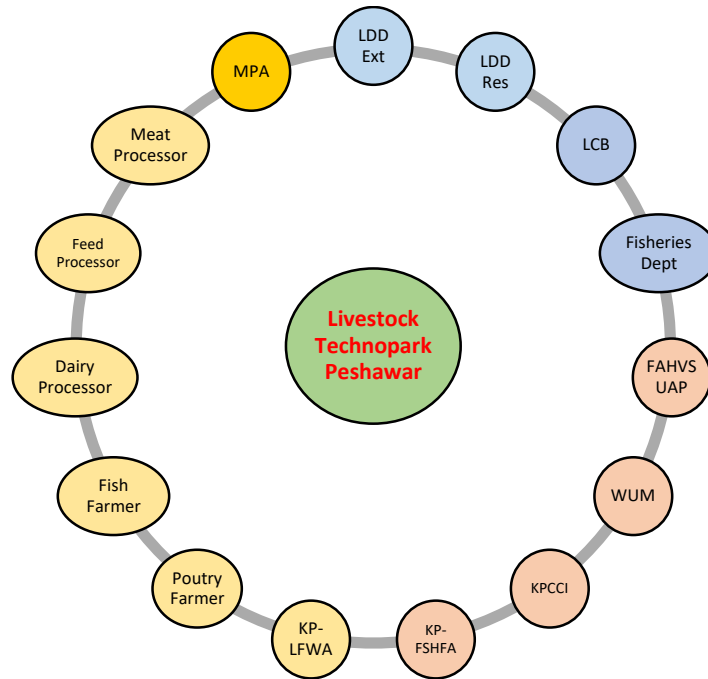 LDD
Ext
LDD
Res
LCB
Fisheries
Dept
FAHVS
UAP
WUM
KPCCI
KP-
FSHFA
KP-
LFWA
Poutry
Farmer
Fish
Farmer
Dairy
Processor
Feed
Processor
Meat
Processor
MPA
Livestock
Technopark
Peshawar